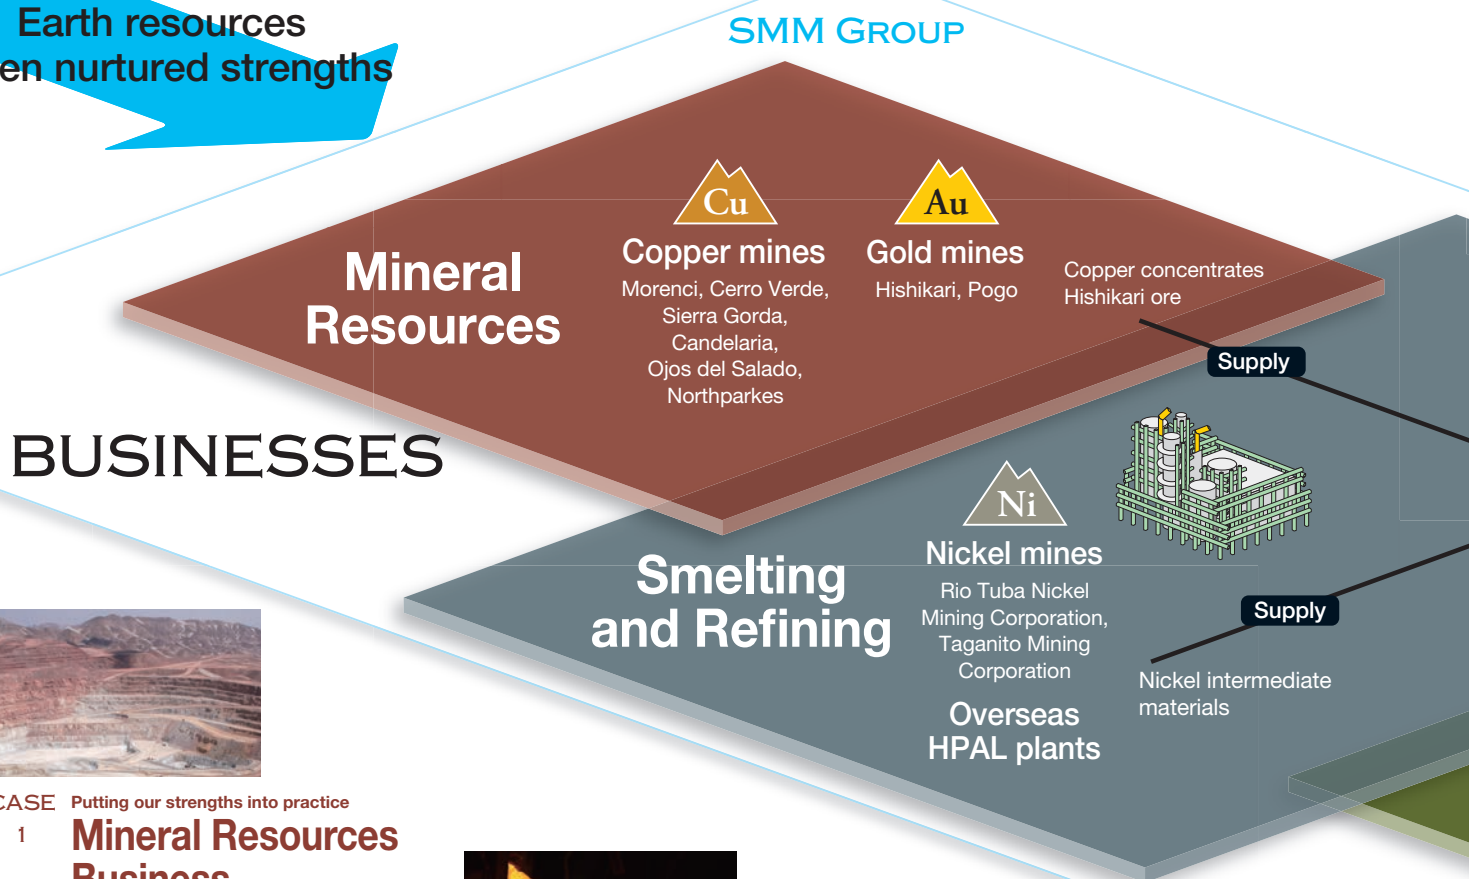 Earth resources
nurtured strengths
SMM GROUP
Cu
Au
Mineral
Resources
Copper mines
Morenci, Cerro Verde,
Sierra Gorda,
Candelaria,
Ojos del Salado,
Northparkes
Gold mines
Hishikari, Pogo
Copper concentrates
Hishikari ore
Supply
BUSINESSES
Ni
Smelting
and Refining
Nickel mines
Rio Tuba Nickel
Mining Corporation,
Taganito Mining
Corporation
Overseas
HPAL plants
Supply
Nickel intermediate
materials
CASE
1
Putting our strengths into practice
Mineral Resources
Business